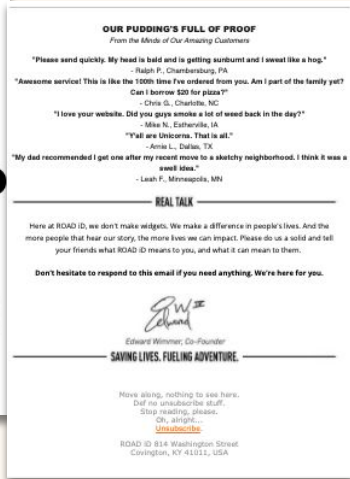 OUR PUDDING'S FULL OF PROOF
From the Minds of Our Amazing Customers
"Please send quickly. My head is bald and is getting sunburnt and I sweat like a hog."
- Ralph P., Chambersburg, PA
"Awesome service! This is like the 100th time I've ordered from you. Am I part of the family yet?
Can I borrow $20 for pizza?"
- Chris G., Charlotte, NC
"I love your website. Did you guys smoke a lot of weed back in the day?"
- Mike N., Estherville, IA
"Y'all are Unicorns. That is all."
- Amie L., Dallas, TX
"My dad recommended I get one after my recent move to a sketchy neighborhood. I think it was a
swell idea."
- Leah F., Minneapolis, MN
REAL TALK
Here at ROAD iD, we don't make widgets. We make a difference in people's lives. And the
more people that hear our story, the more lives we can impact. Please do us a solid and tell
your friends what ROAD iD means to you, and what it can mean to them.
Don't hesitate to respond to this email if you need anything. We're here for you.
Edward
Edward Wimmer, Co-Founder
SAVING LIVES. FUELING ADVENTURE.
Move along, nothing to see here.
Def no unsubscribe stuff.
Stop reading, please.
Oh, alright...
Unsubscribe.
ROAD iD 814 Washington Street
Covington, KY 41011, USA